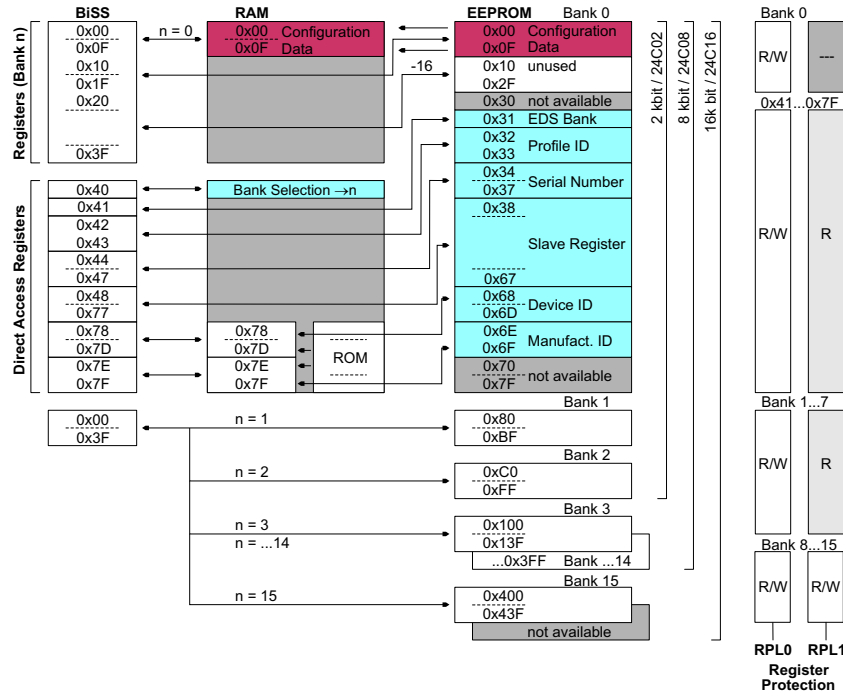 BiSS RAM EEPROM Bank 0 Bank 0
0x00 n = 0 0x00 Configuration 0x00 Configuration
0x0F 0x0F Data 0x0F Data
0x10 -16 0x10 unused R/W ---
0x1F 0x2F
0x20 0x30 not available 0x41...0x7F
0x31 EDS Bank
0x32 Profile ID
0x3F 0x33
Registers (Bank n)
0x34 Serial Number
0x40 Bank Selection →n 0x37
0x41 0x38
0x42
0x43 Slave Register R/W R
0x44
0x47 0x67
0x48 0x68 Device ID
0x77 0x6D
0x78 0x78 0x6E Manufact. ID
0x7D 0x7D ROM 0x6F
0x7E 0x7E 0x70 not available
0x7F 0x7F 0x7F
Direct Access Registers
2 kbit / 24C02
8 kbit / 24C08
16k bit / 24C16
Bank 1 Bank 1...7
0x00 n = 1 0x80
0x3F 0xBF
Bank 2
n = 2 0xC0 R/W R
0xFF
Bank 3
n = 3 0x100
n = ...14 0x13F
...0x3FF Bank ...14 Bank 8...15
Bank 15
n = 15 0x400 R/W R/W
0x43F
not available
RPL0 RPL1
Register
Protection